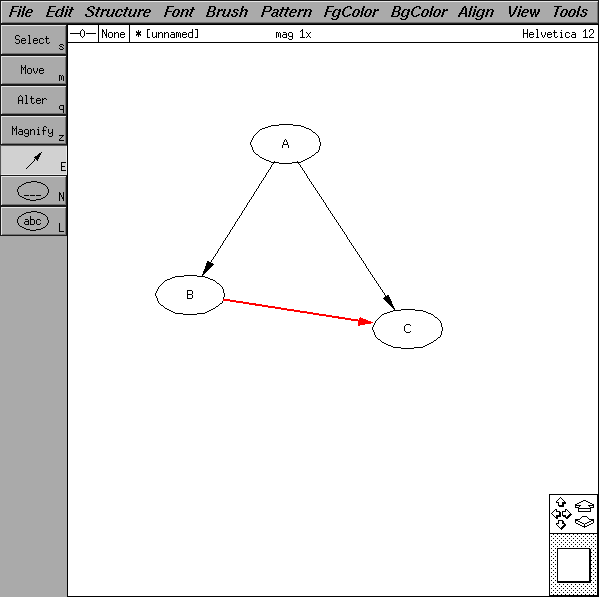 File Edit Structure Font Brush Pattern FgColor BgColor Align View Tools
None * [unnamed] mag 1x Helvetica 12
Select s
Move m
Alter q
Magnify z
E
___ N
abc L
A
B
C